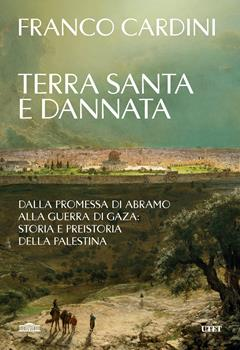 FRANCO CARDINI
TERRA SANTA
E DANNATA
DALLA PROMESSA DI ABRAMO
ALLA GUERRA DI GAZA:
STORIA E PREISTORIA
DELLA PALESTINA
UTET